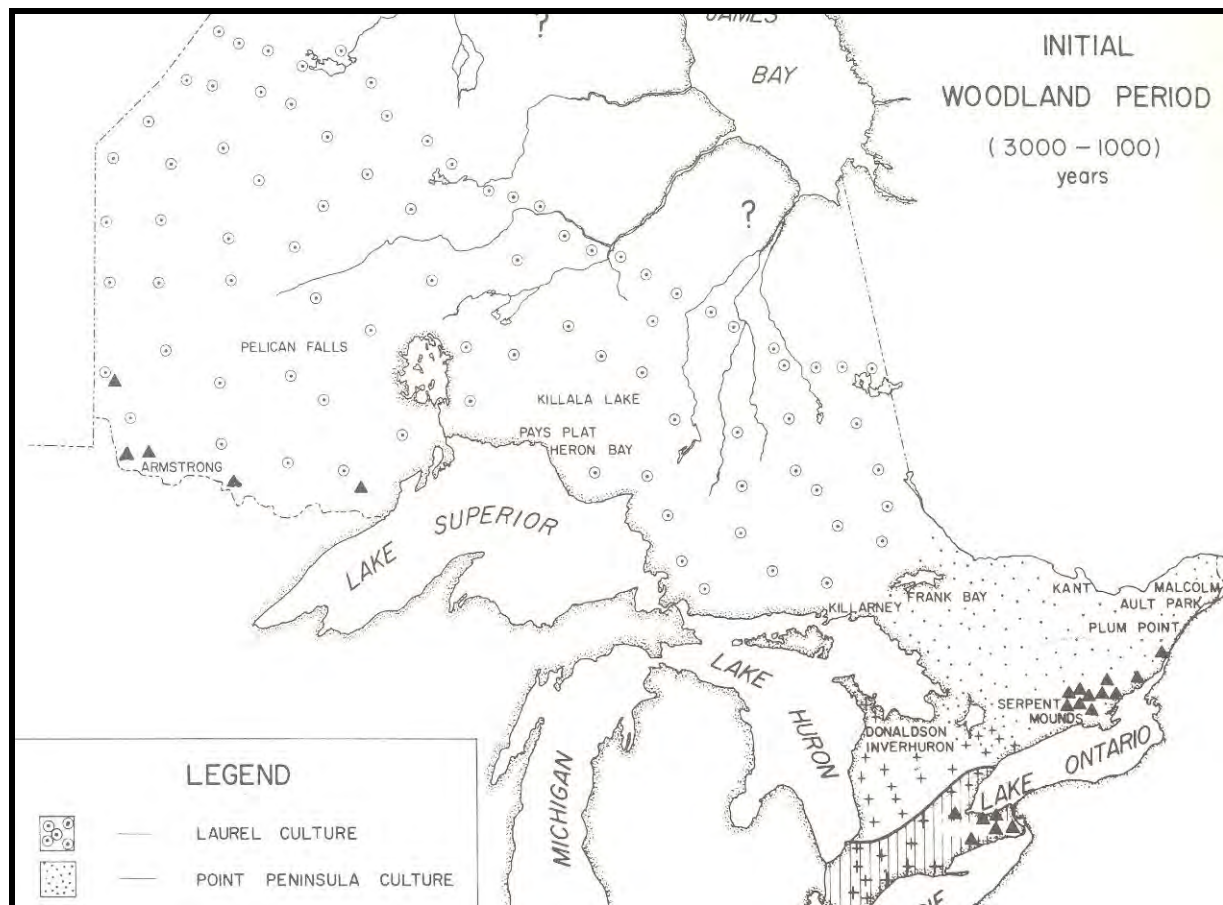 JAMES
BAY
?
INITIAL
WOODLAND PERIOD
(3000 – 1000)
years
?
PELICAN FALLS
KILLALA LAKE
PAYS PLAT
HERON BAY
ARMSTRONG
LAKE SUPERIOR
KILLARNEY
FRANK BAY
KANT
MALCOLM
AULT PARK
PLUM POINT
LAKE HURON
SERPENT
MOUNDS
DONALDSON
INVERHURON
LAKE ONTARIO
MICHIGAN
LEGEND
LAUREL CULTURE
POINT PENINSULA CULTURE